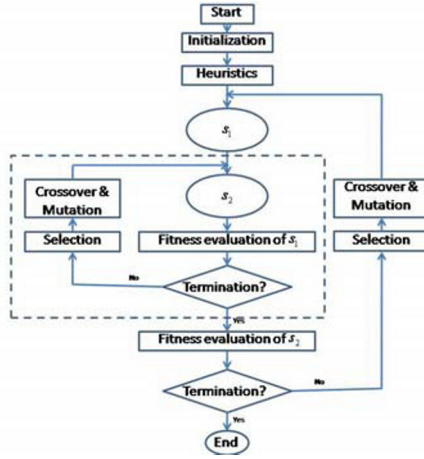 Start
Initialization
Heuristics
s1
s2
Crossover &
Mutation
Selection
Fitness evaluation of s1
No
Termination?
Yes
Crossover &
Mutation
Selection
Fitness evaluation of s2
Termination?
No
Yes
End